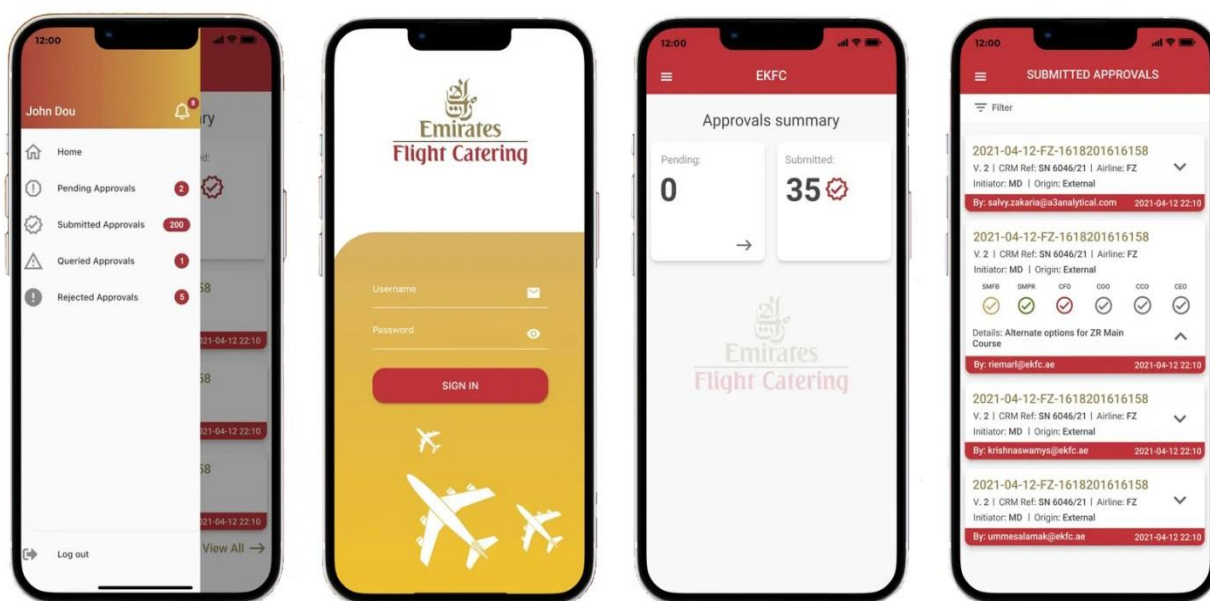 12:00
John Dou
8
ry
ed:
Home
Pending Approvals 2
Submitted Approvals 200
Queried Approvals 1
Rejected Approvals 5
58
021-04-12 22:10
58
021-04-12 22:10
58
021-04-12 22:10
Log out
View All →
Emirates
Flight Catering
Username
Password
SIGN IN
12:00
EKFC
Approvals summary
Pending:
0
→
Submitted:
35
Emirates
Flight Catering
12:00
SUBMITTED APPROVALS
Filter
2021-04-12-FZ-1618201616158
V. 2 | CRM Ref: SN 6046/21 | Airline: FZ
Initiator: MD | Origin: External
By: salvy.zakaria@a3analytical.com 2021-04-12 22:10
2021-04-12-FZ-1618201616158
V. 2 | CRM Ref: SN 6046/21 | Airline: FZ
Initiator: MD | Origin: External
SMFB SMPR CFO COO CCO CEO
Details: Alternate options for ZR Main
Course
By: riemarl@ekfc.ae 2021-04-12 22:10
2021-04-12-FZ-1618201616158
V. 2 | CRM Ref: SN 6046/21 | Airline: FZ
Initiator: MD | Origin: External
By: krishnaswamys@ekfc.ae 2021-04-12 22:10
2021-04-12-FZ-1618201616158
V. 2 | CRM Ref: SN 6046/21 | Airline: FZ
Initiator: MD | Origin: External
By: ummesalamak@ekfc.ae 2021-04-12 22:10